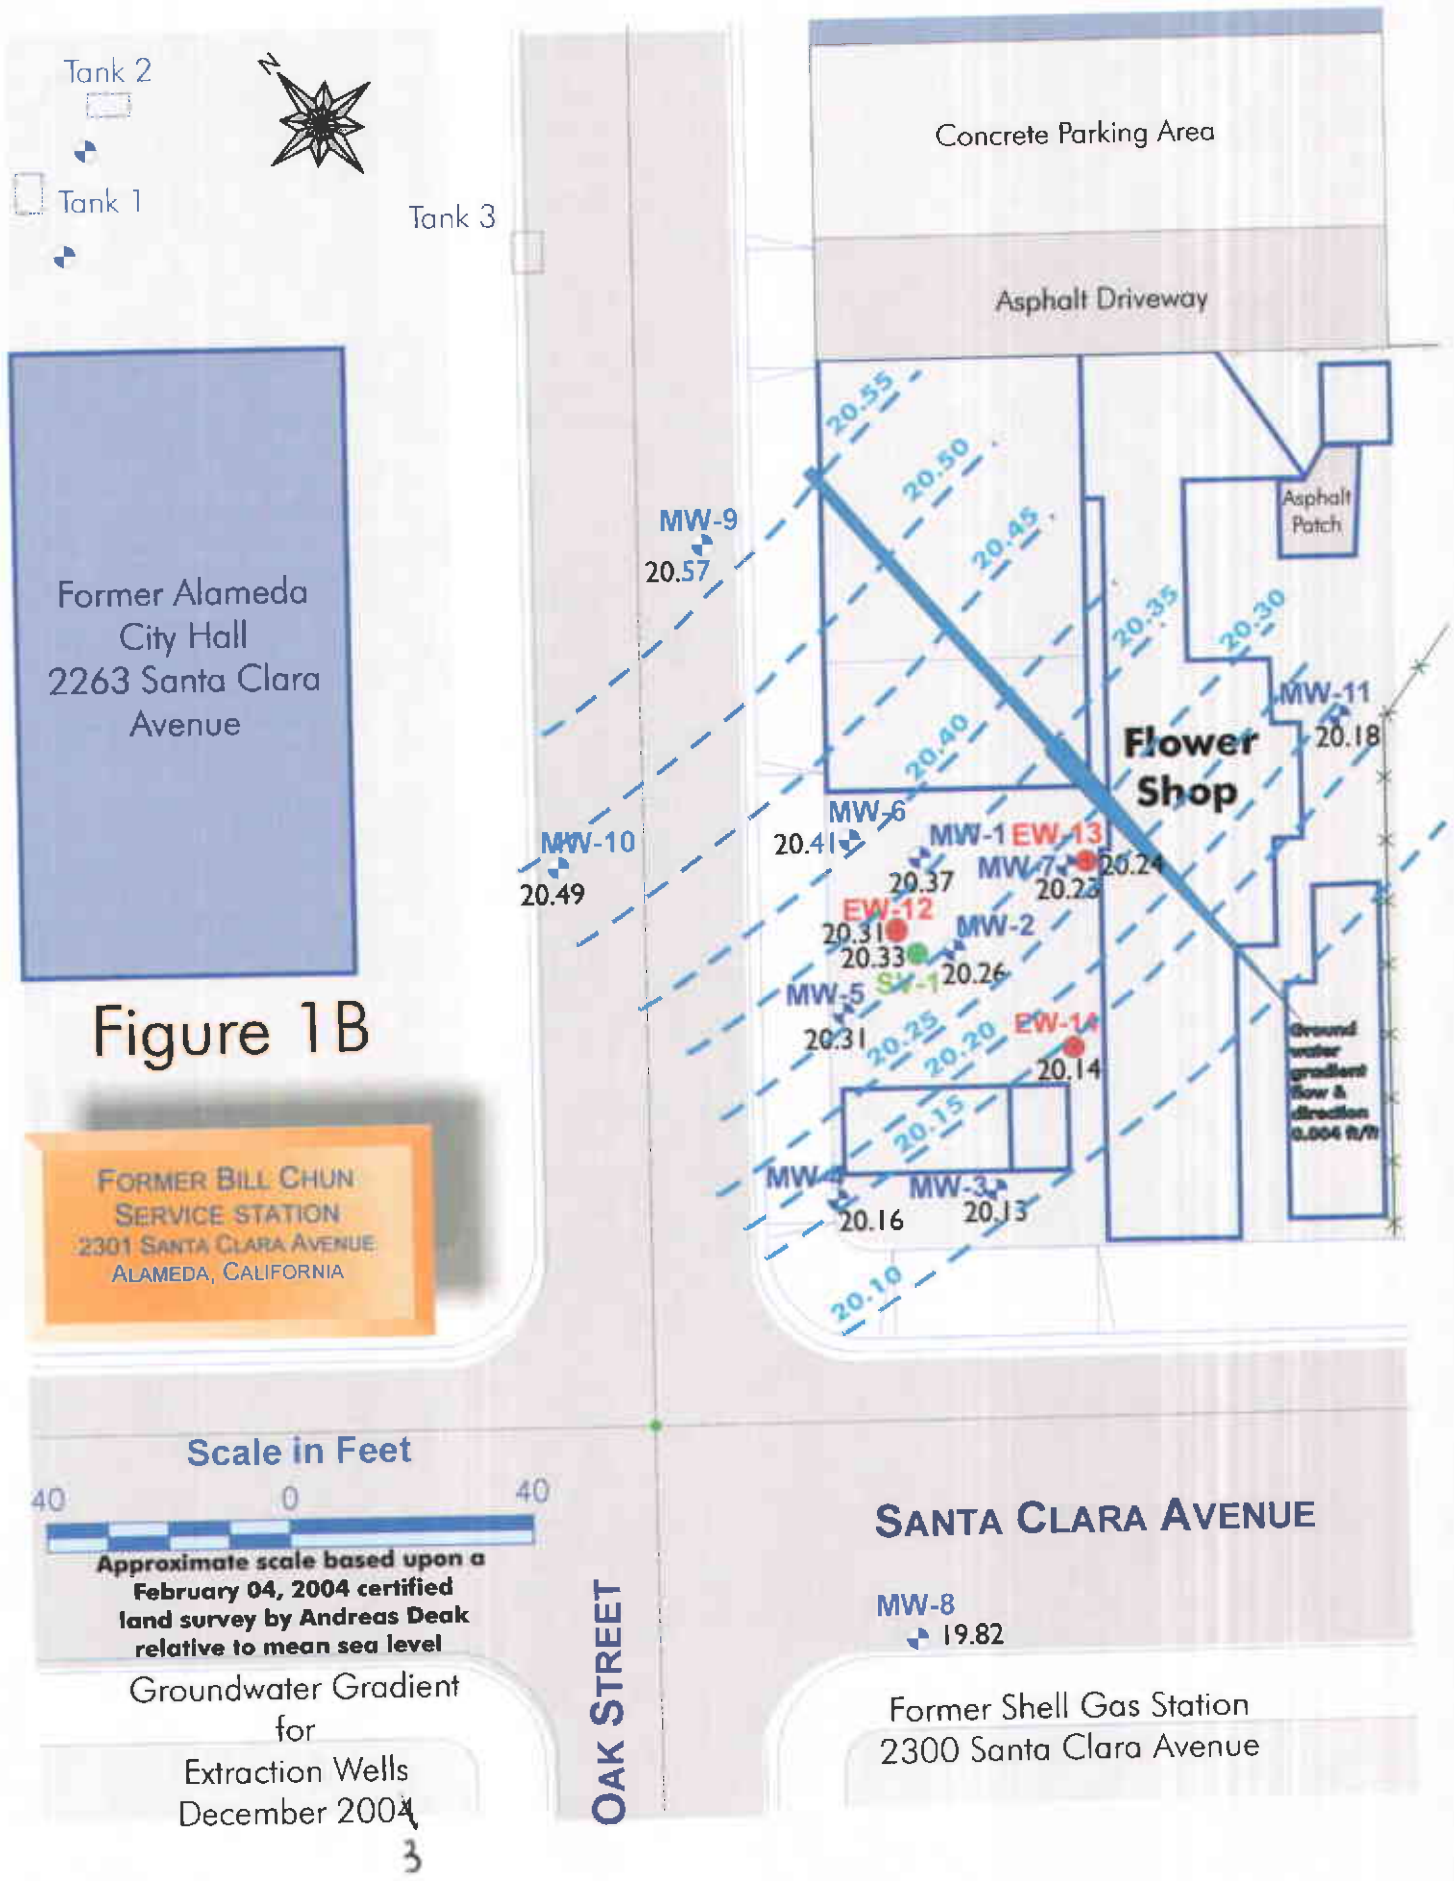 Tank 2
N
Tank 1
Tank 3
Concrete Parking Area
Asphalt Driveway
20.55
20.50
20.45
20.35
20.30
20.40
20.25
20.20
20.15
20.10
Asphalt
Patch
MW-9
20.57
Former Alameda
City Hall
2263 Santa Clara
Avenue
MW-11
20.18
Flower
Shop
MW-10
20.49
MW-6
20.41
MW-1
20.37
EW-13
20.24
MW-7
20.23
EW-12
20.31
20.33
SV-1
MW-2
20.26
MW-5
20.31
EW-14
20.14
MW-4
20.16
MW-3
20.13
Ground
water
gradient
flow &
direction
0.004 ft/ft
Figure 1B
FORMER BILL CHUN
SERVICE STATION
2301 SANTA CLARA AVENUE
ALAMEDA, CALIFORNIA
Scale in Feet
40 0 40
Approximate scale based upon a
February 04, 2004 certified
land survey by Andreas Deak
relative to mean sea level
Groundwater Gradient
for
Extraction Wells
December 2004
3
OAK STREET
SANTA CLARA AVENUE
MW-8
19.82
Former Shell Gas Station
2300 Santa Clara Avenue